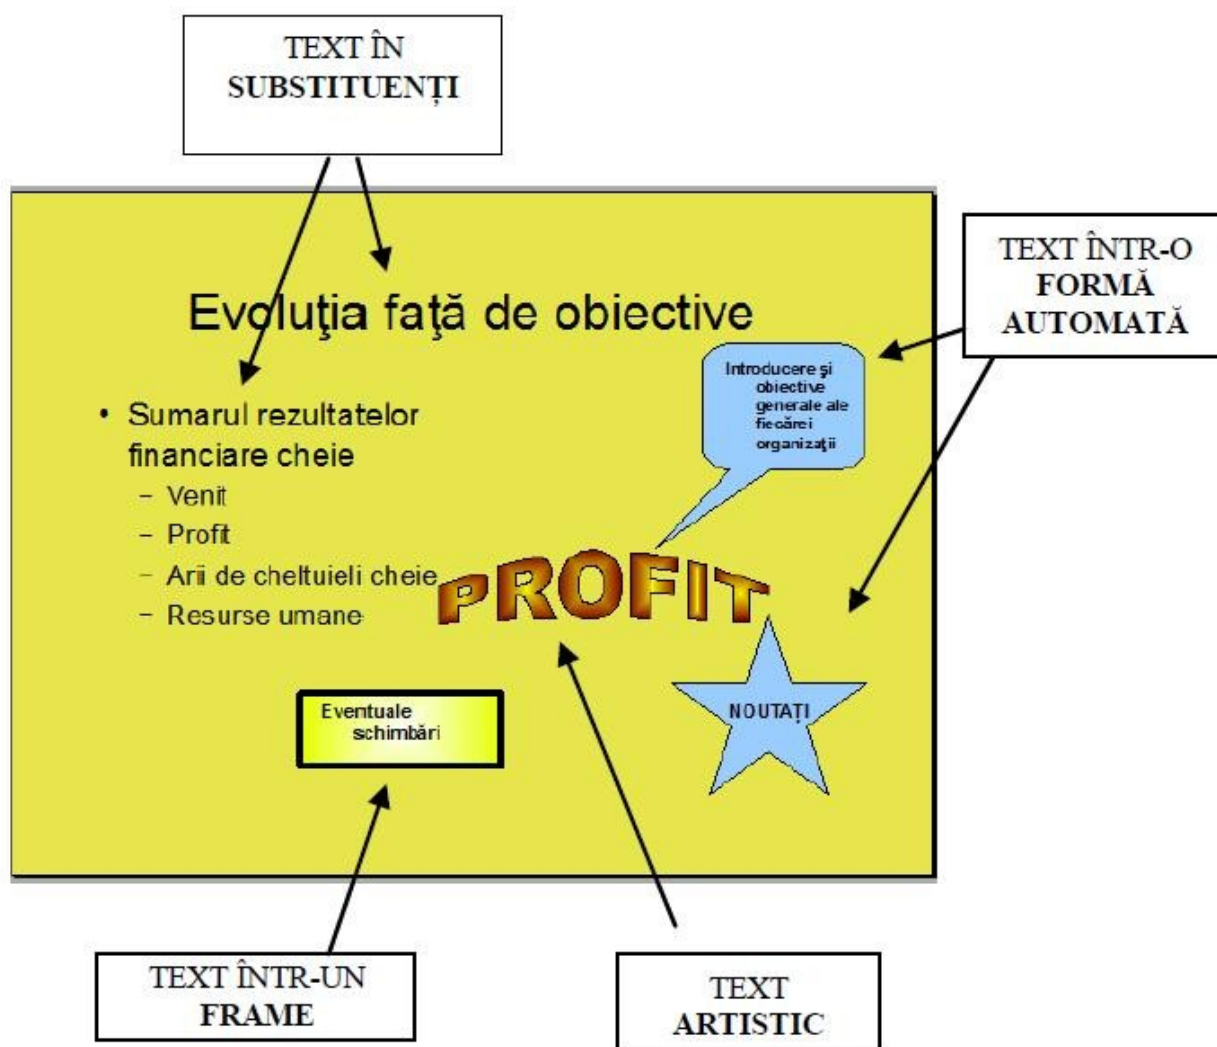 TEXT ÎN
SUBSTITUENȚI
TEXT ÎNTR-O
FORMĂ
AUTOMATĂ
Evoluţia faţă de obiective
Introducere şi
obiective
generale ale
fiecărei
organizaţii
• Sumarul rezultatelor
financiare cheie
– Venit
– Profit
– Arii de cheltuieli cheie
– Resurse umane
PROFIT
NOUTAȚI
Eventuale
schimbări
TEXT ÎNTR-UN
FRAME
TEXT
ARTISTIC